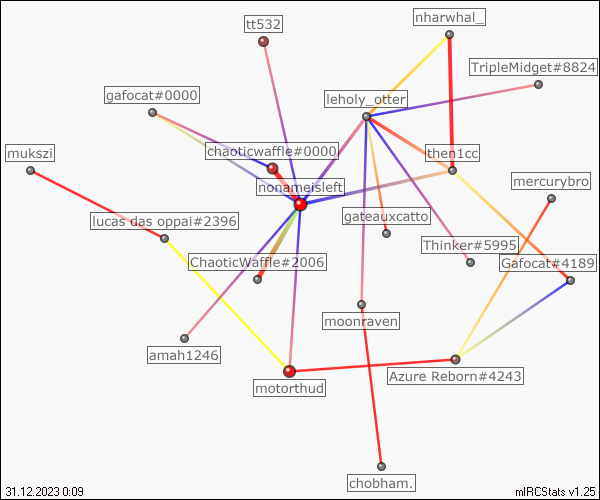 nharwhal_
tt532
TripleMidget#8824
gafocat#0000
leholy_otter
mukszi
chaoticwaffle#0000
then1cc
nonameisleft
mercurybro
lucas das oppai#2396
gateauxcatto
Thinker#5995
ChaoticWaffle#2006
Gafocat#4189
moonraven
amah1246
motorthud
Azure Reborn#4243
chobham.
31.12.2023 0:09
mIRCStats v1.25